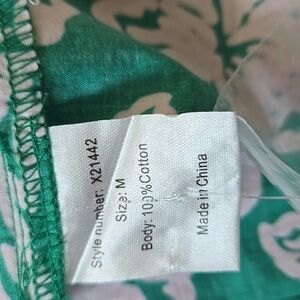 Style number: X21442
Size: M
Body: 100%Cotton
Made in China